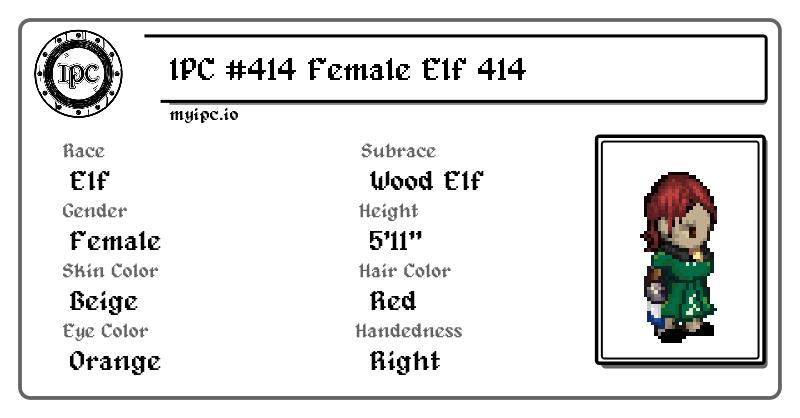 IPC
IPC #414 Female Elf 414
myipc.io
Race
Elf
Subrace
Wood Elf
Gender
Female
Height
5'11"
Skin Color
Beige
Hair Color
Red
Eye Color
Orange
Handedness
Right